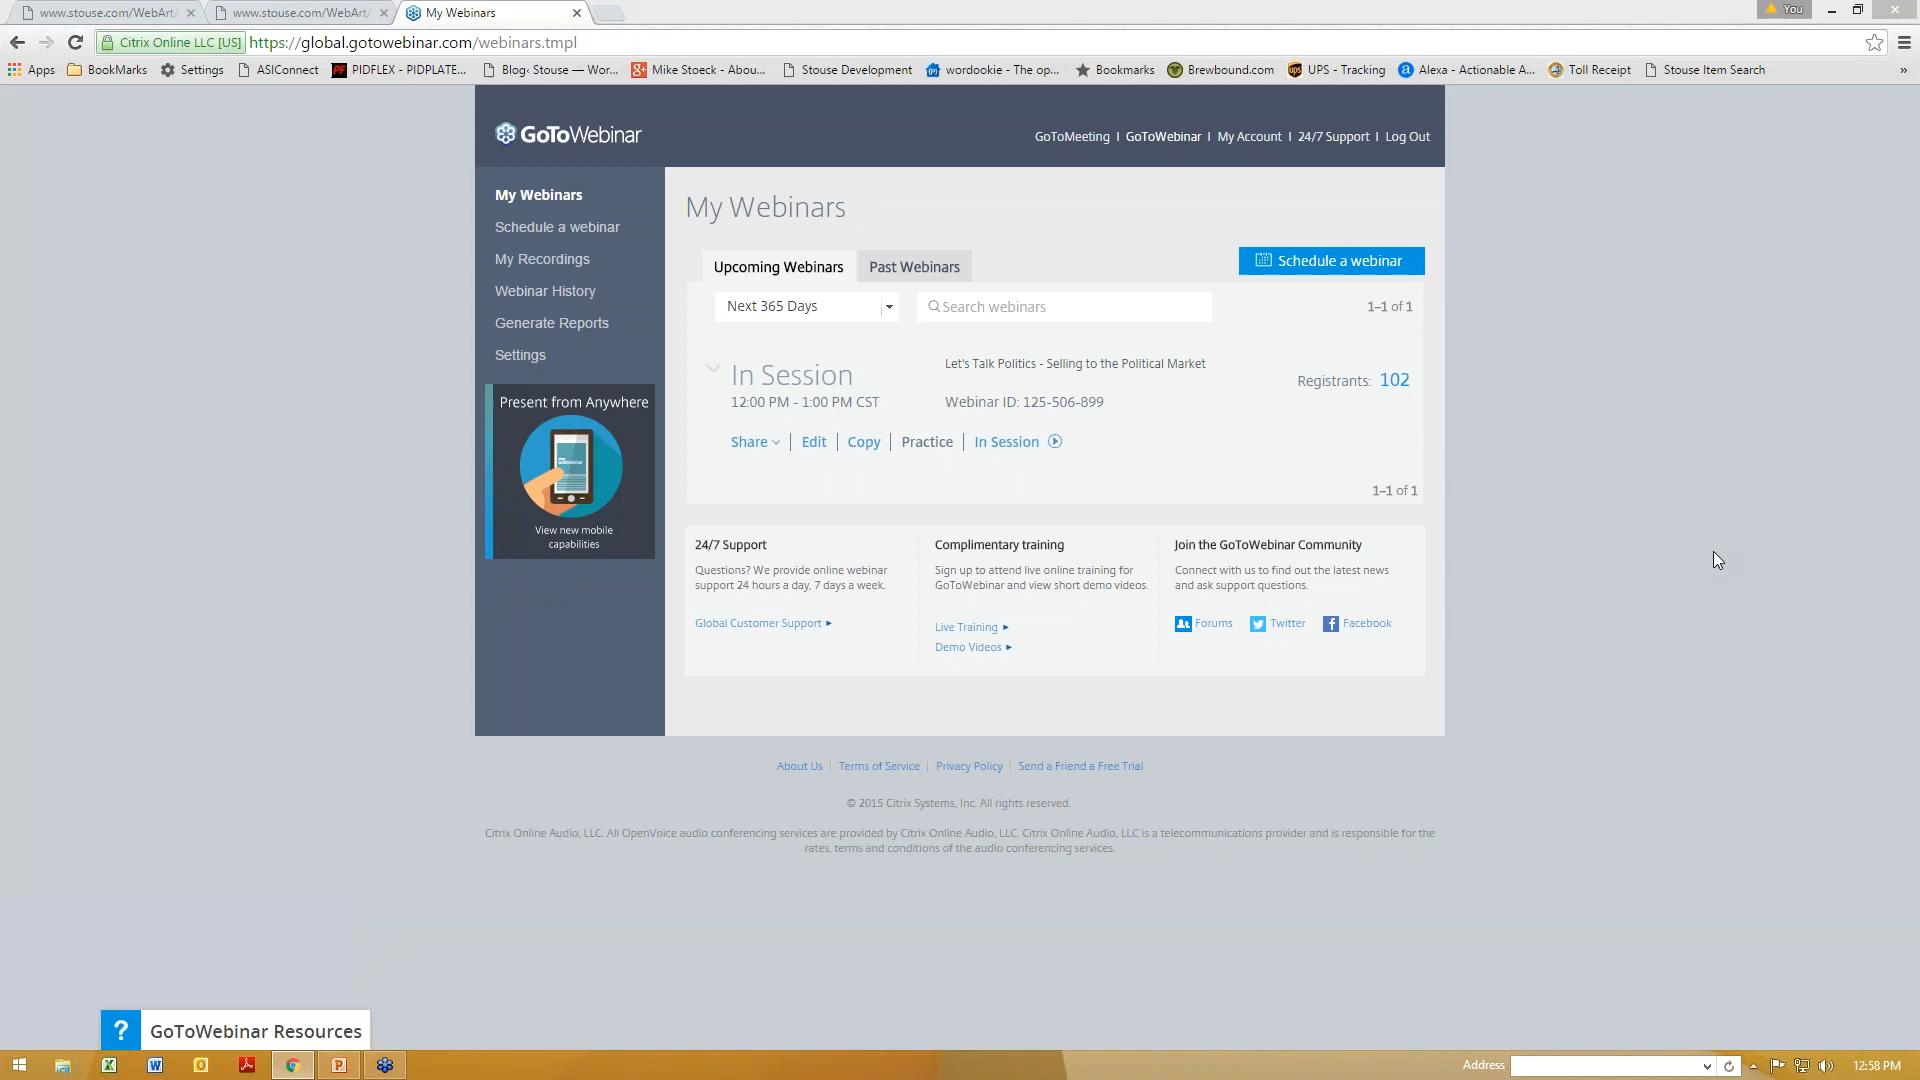 www.stouse.com/WebArt/
www.stouse.com/WebArt/
My Webinars
You
Citrix Online LLC [US]
https://global.gotowebinar.com/webinars.tmpl
Apps
BookMarks
Settings
ASIConnect
PIDFLEX - PIDPLATE...
Blog‹ Stouse — Wor...
Mike Stoeck - Abou...
Stouse Development
wordookie - The op...
Bookmarks
Brewbound.com
UPS - Tracking
Alexa - Actionable A...
Toll Receipt
Stouse Item Search
»
GoToWebinar
GoToMeeting | GoToWebinar | My Account | 24/7 Support | Log Out
My Webinars
Schedule a webinar
My Recordings
Webinar History
Generate Reports
Settings
Present from Anywhere
View new mobile
capabilities
My Webinars
Upcoming Webinars
Past Webinars
Schedule a webinar
Next 365 Days
Search webinars
1–1 of 1
In Session
12:00 PM - 1:00 PM CST
Let's Talk Politics - Selling to the Political Market
Webinar ID: 125-506-899
Registrants: 102
Share | Edit | Copy | Practice | In Session
1–1 of 1
24/7 Support
Questions? We provide online webinar
support 24 hours a day, 7 days a week.
Global Customer Support
Complimentary training
Sign up to attend live online training for
GoToWebinar and view short demo videos.
Live Training
Demo Videos
Join the GoToWebinar Community
Connect with us to find out the latest news
and ask support questions.
Forums
Twitter
Facebook
About Us | Terms of Service | Privacy Policy | Send a Friend a Free Trial
© 2015 Citrix Systems, Inc. All rights reserved.
Citrix Online Audio, LLC. All OpenVoice audio conferencing services are provided by Citrix Online Audio, LLC. Citrix Online Audio, LLC is a telecommunications provider and is responsible for the
rates, terms and conditions of the audio conferencing services.
? GoToWebinar Resources
Address
12:58 PM